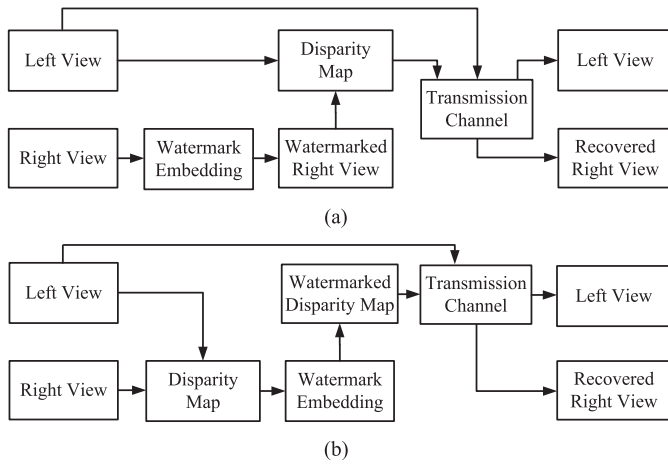 Left View
Disparity
Map
Transmission
Channel
Left View
Right View
Watermark
Embedding
Watermarked
Right View
Recovered
Right View
(a)
Left View
Watermarked
Disparity Map
Transmission
Channel
Left View
Right View
Disparity
Map
Watermark
Embedding
Recovered
Right View
(b)